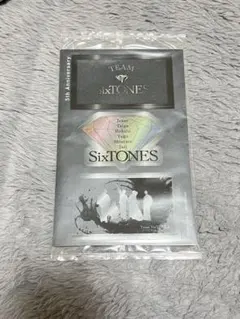 5th Anniversary
TEAM
SixTONES
Jesse
Taiga
Hokuto
Yugo
Shintaro
Juri
SixTONES